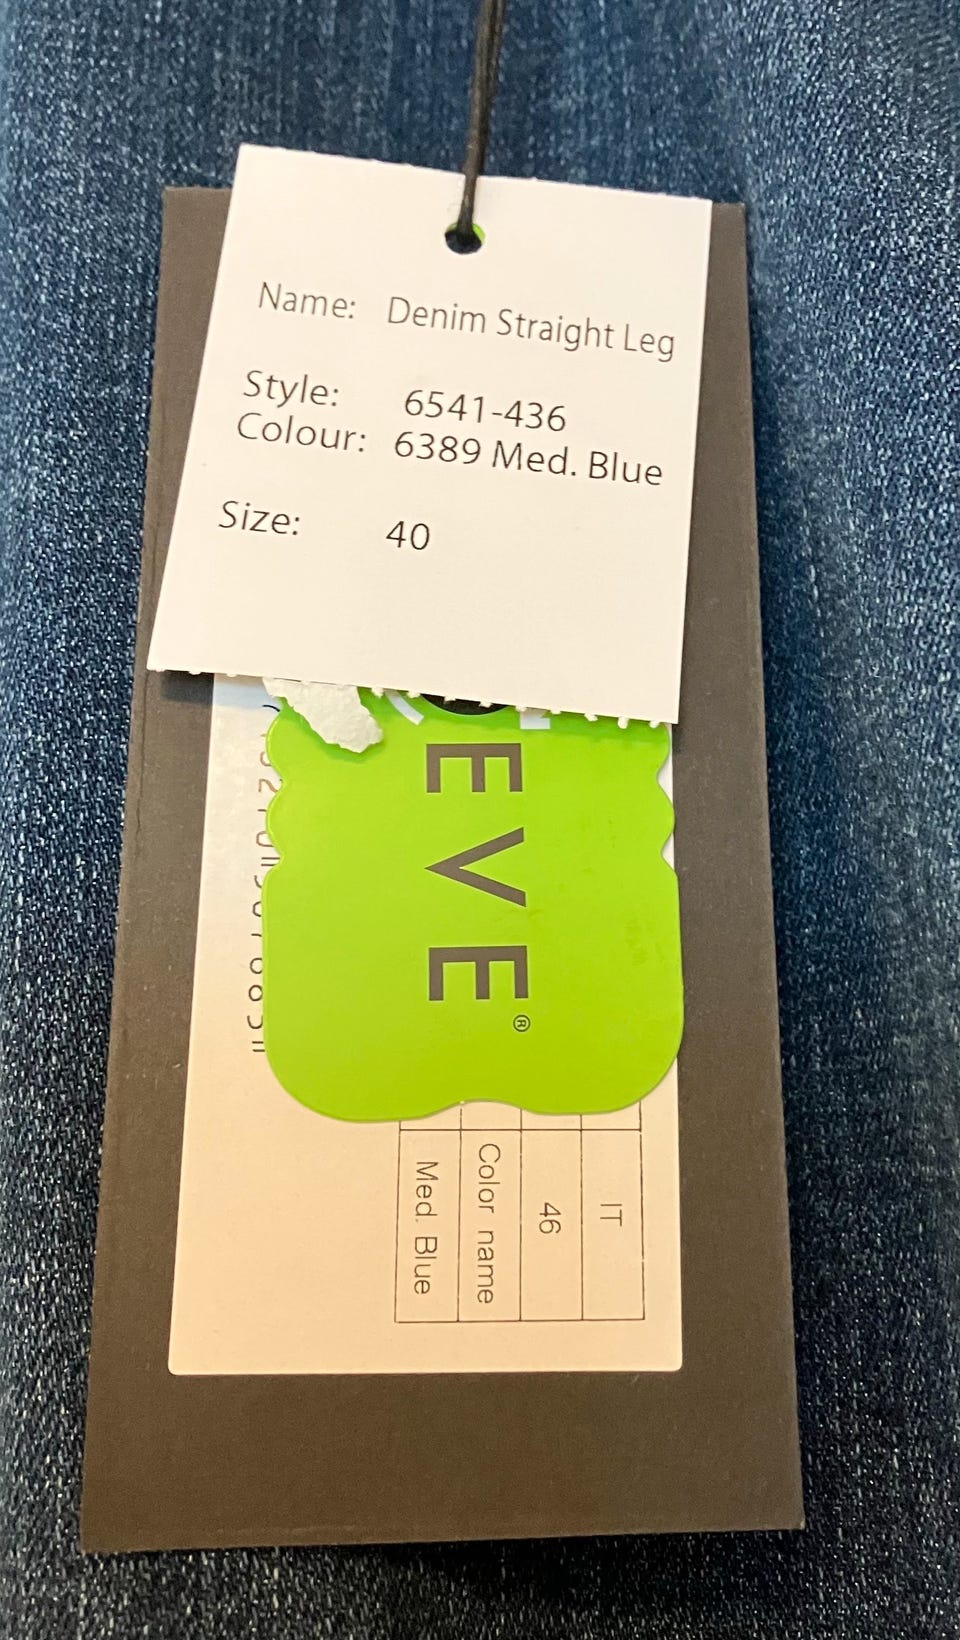 Name: Denim Straight Leg
Style: 6541-436
Colour: 6389 Med. Blue
Size: 40
EVE®
IT
46
Color name
Med. Blue